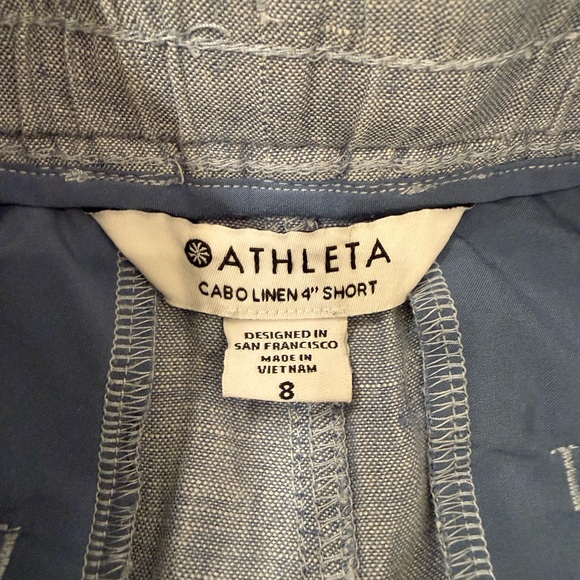 ATHLETA
CABO LINEN 4" SHORT
DESIGNED IN
SAN FRANCISCO
MADE IN
VIETNAM
8